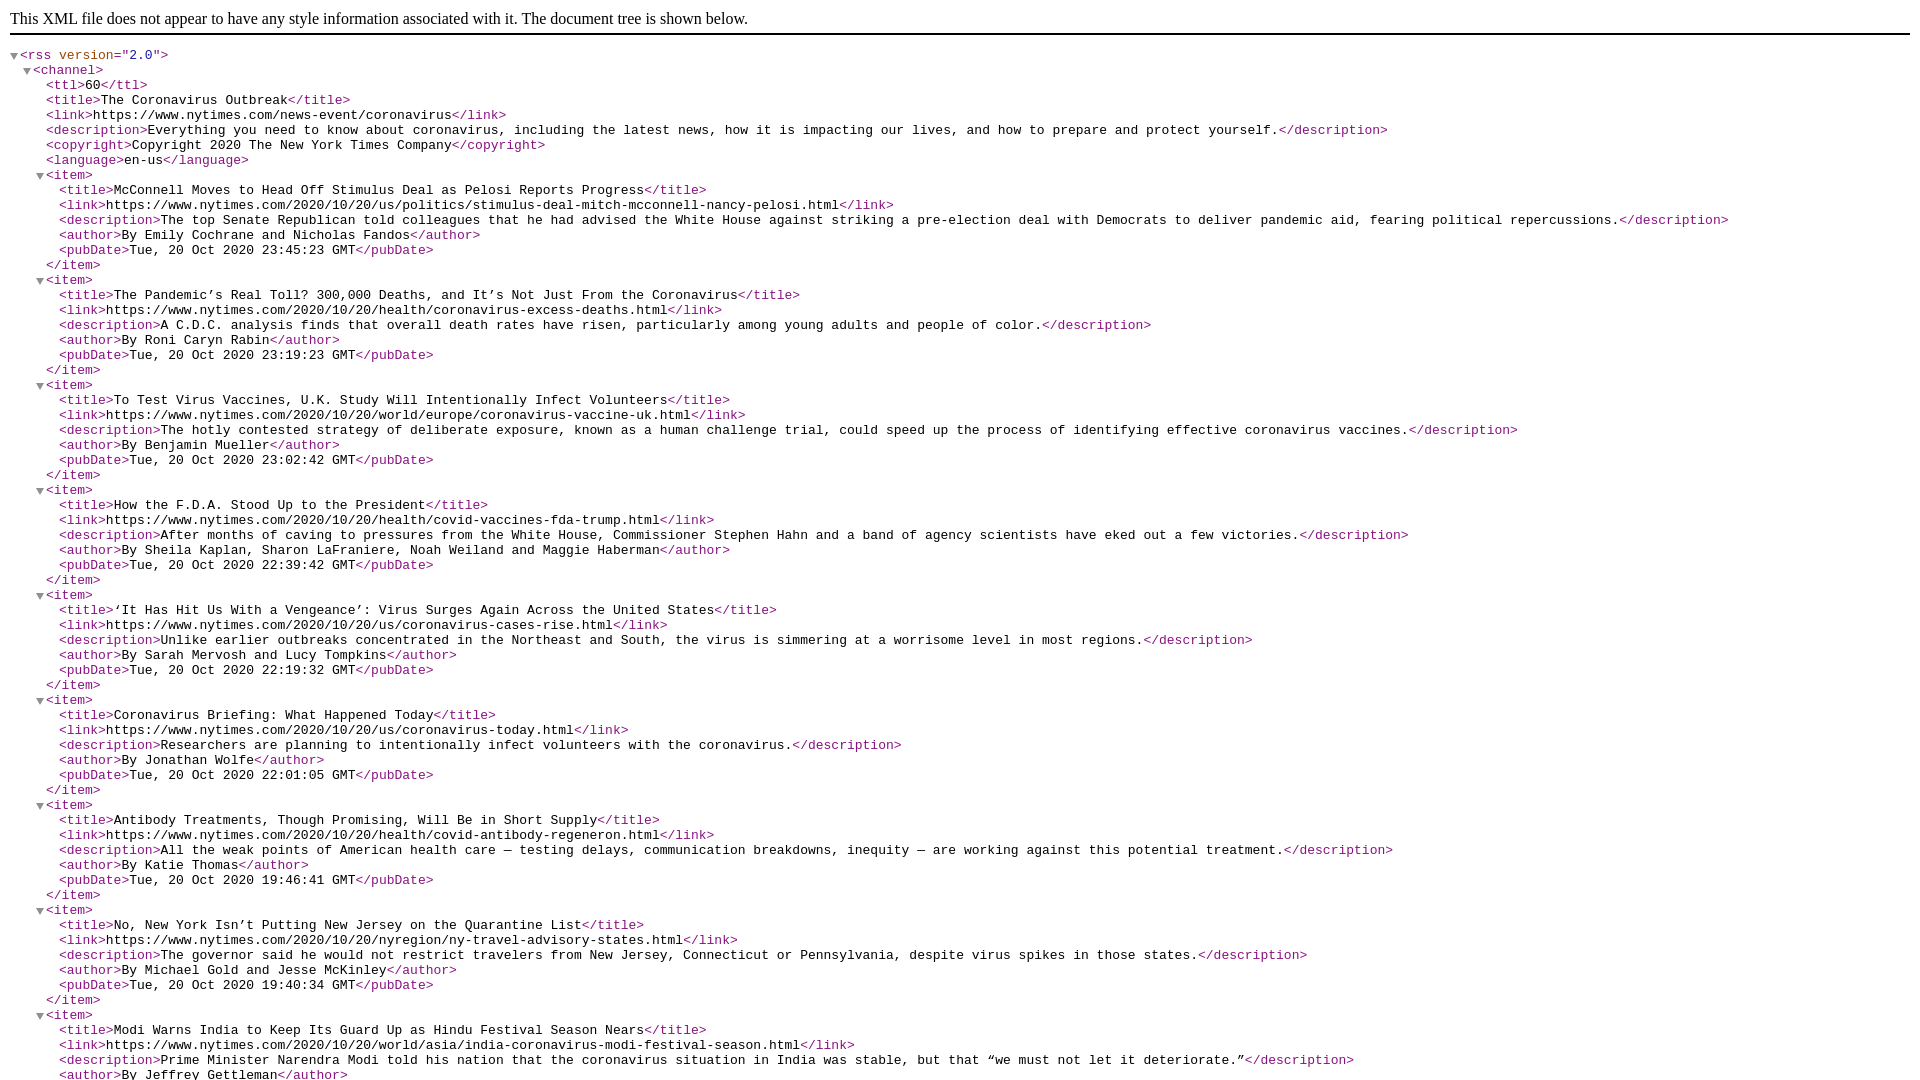 This XML file does not appear to have any style information associated with it. The document tree is shown below.
<rss version="2.0">
<channel>
<ttl>60</ttl>
<title>The Coronavirus Outbreak</title>
<link>https://www.nytimes.com/news-event/coronavirus</link>
<description>Everything you need to know about coronavirus, including the latest news, how it is impacting our lives, and how to prepare and protect yourself.</description>
<copyright>Copyright 2020 The New York Times Company</copyright>
<language>en-us</language>
<item>
<title>McConnell Moves to Head Off Stimulus Deal as Pelosi Reports Progress</title>
<link>https://www.nytimes.com/2020/10/20/us/politics/stimulus-deal-mitch-mcconnell-nancy-pelosi.html</link>
<description>The top Senate Republican told colleagues that he had advised the White House against striking a pre-election deal with Democrats to deliver pandemic aid, fearing political repercussions.</description>
<author>By Emily Cochrane and Nicholas Fandos</author>
<pubDate>Tue, 20 Oct 2020 23:45:23 GMT</pubDate>
</item>
<item>
<title>The Pandemic’s Real Toll? 300,000 Deaths, and It’s Not Just From the Coronavirus</title>
<link>https://www.nytimes.com/2020/10/20/health/coronavirus-excess-deaths.html</link>
<description>A C.D.C. analysis finds that overall death rates have risen, particularly among young adults and people of color.</description>
<author>By Roni Caryn Rabin</author>
<pubDate>Tue, 20 Oct 2020 23:19:23 GMT</pubDate>
</item>
<item>
<title>To Test Virus Vaccines, U.K. Study Will Intentionally Infect Volunteers</title>
<link>https://www.nytimes.com/2020/10/20/world/europe/coronavirus-vaccine-uk.html</link>
<description>The hotly contested strategy of deliberate exposure, known as a human challenge trial, could speed up the process of identifying effective coronavirus vaccines.</description>
<author>By Benjamin Mueller</author>
<pubDate>Tue, 20 Oct 2020 23:02:42 GMT</pubDate>
</item>
<item>
<title>How the F.D.A. Stood Up to the President</title>
<link>https://www.nytimes.com/2020/10/20/health/covid-vaccines-fda-trump.html</link>
<description>After months of caving to pressures from the White House, Commissioner Stephen Hahn and a band of agency scientists have eked out a few victories.</description>
<author>By Sheila Kaplan, Sharon LaFraniere, Noah Weiland and Maggie Haberman</author>
<pubDate>Tue, 20 Oct 2020 22:39:42 GMT</pubDate>
</item>
<item>
<title>‘It Has Hit Us With a Vengeance’: Virus Surges Again Across the United States</title>
<link>https://www.nytimes.com/2020/10/20/us/coronavirus-cases-rise.html</link>
<description>Unlike earlier outbreaks concentrated in the Northeast and South, the virus is simmering at a worrisome level in most regions.</description>
<author>By Sarah Mervosh and Lucy Tompkins</author>
<pubDate>Tue, 20 Oct 2020 22:19:32 GMT</pubDate>
</item>
<item>
<title>Coronavirus Briefing: What Happened Today</title>
<link>https://www.nytimes.com/2020/10/20/us/coronavirus-today.html</link>
<description>Researchers are planning to intentionally infect volunteers with the coronavirus.</description>
<author>By Jonathan Wolfe</author>
<pubDate>Tue, 20 Oct 2020 22:01:05 GMT</pubDate>
</item>
<item>
<title>Antibody Treatments, Though Promising, Will Be in Short Supply</title>
<link>https://www.nytimes.com/2020/10/20/health/covid-antibody-regeneron.html</link>
<description>All the weak points of American health care — testing delays, communication breakdowns, inequity — are working against this potential treatment.</description>
<author>By Katie Thomas</author>
<pubDate>Tue, 20 Oct 2020 19:46:41 GMT</pubDate>
</item>
<item>
<title>No, New York Isn’t Putting New Jersey on the Quarantine List</title>
<link>https://www.nytimes.com/2020/10/20/nyregion/ny-travel-advisory-states.html</link>
<description>The governor said he would not restrict travelers from New Jersey, Connecticut or Pennsylvania, despite virus spikes in those states.</description>
<author>By Michael Gold and Jesse McKinley</author>
<pubDate>Tue, 20 Oct 2020 19:40:34 GMT</pubDate>
</item>
<item>
<title>Modi Warns India to Keep Its Guard Up as Hindu Festival Season Nears</title>
<link>https://www.nytimes.com/2020/10/20/world/asia/india-coronavirus-modi-festival-season.html</link>
<description>Prime Minister Narendra Modi told his nation that the coronavirus situation in India was stable, but that “we must not let it deteriorate.”</description>
<author>By Jeffrey Gettleman</author>